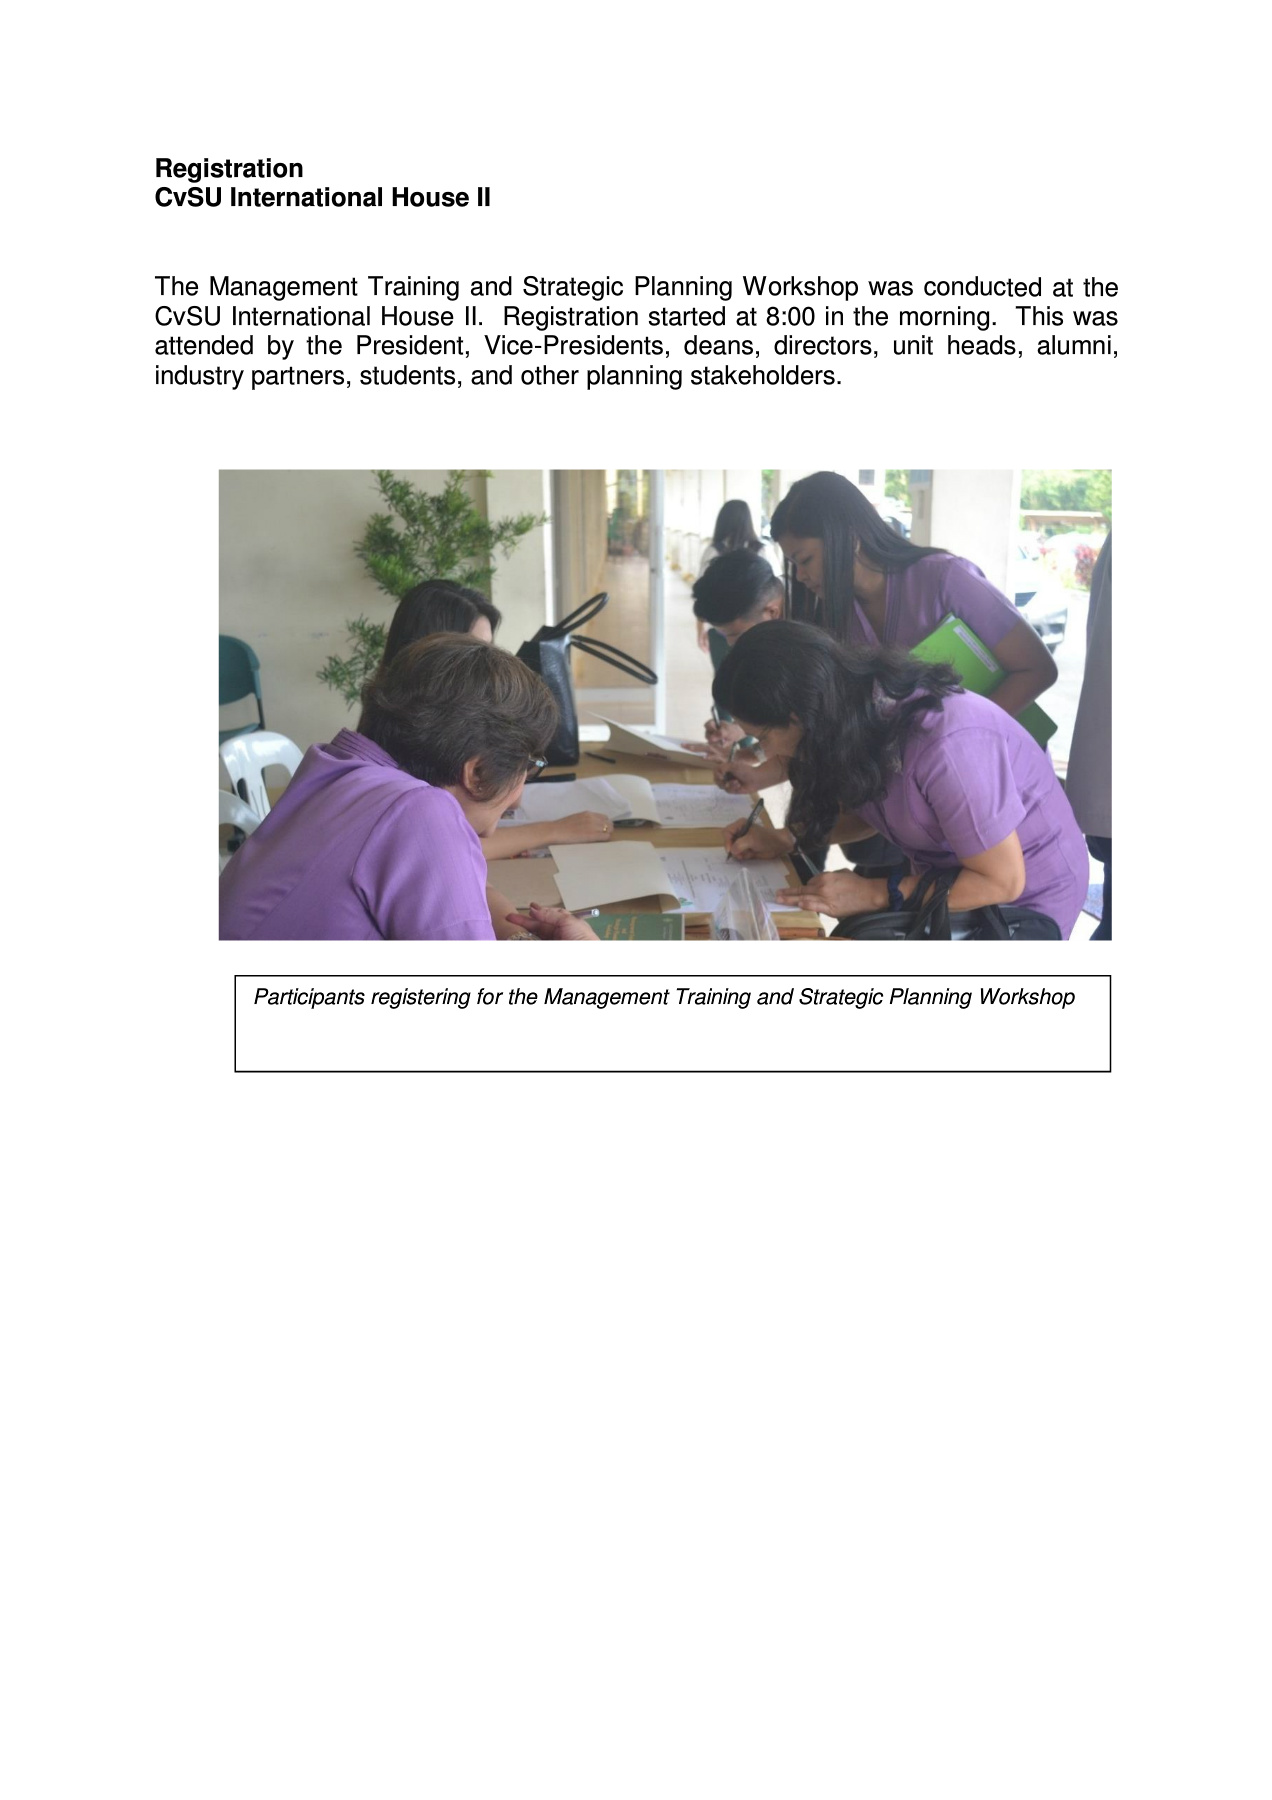 Registration
CvSU International House II
The Management Training and Strategic Planning Workshop was conducted at the
CvSU International House II. Registration started at 8:00 in the morning. This was
attended by the President, Vice-Presidents, deans, directors, unit heads, alumni,
industry partners, students, and other planning stakeholders.
Participants registering for the Management Training and Strategic Planning Workshop